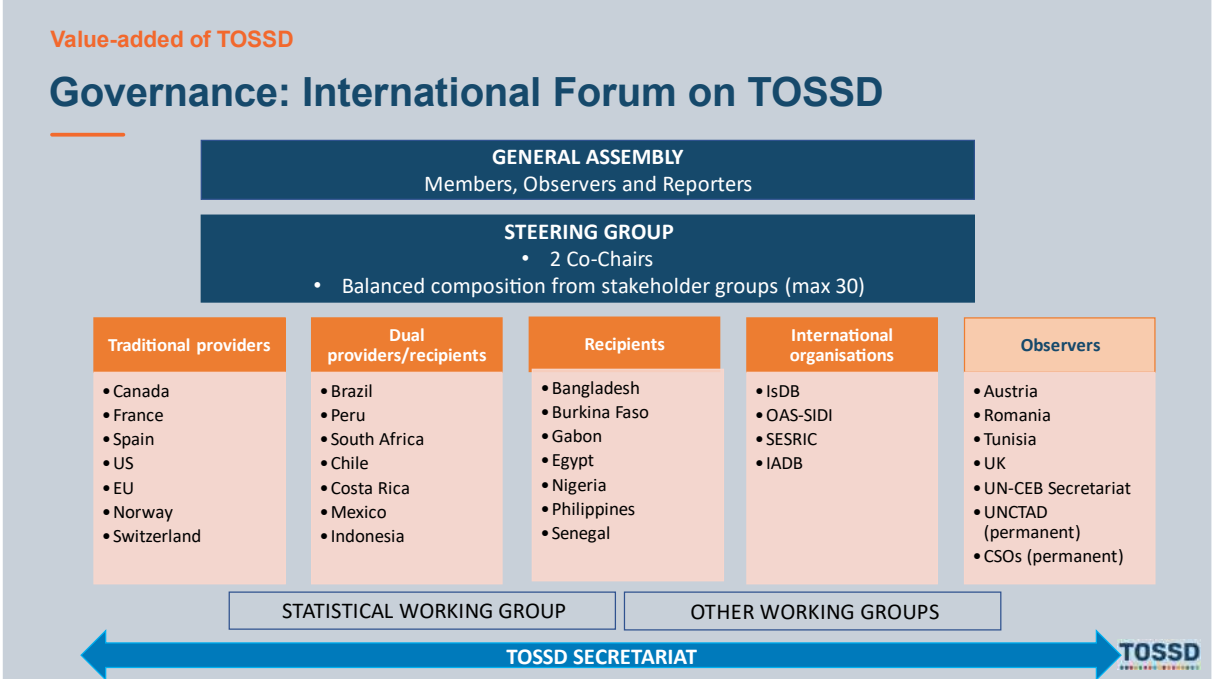 Value-added of TOSSD
Governance: International Forum on TOSSD
GENERAL ASSEMBLY
Members, Observers and Reporters
STEERING GROUP
• 2 Co-Chairs
• Balanced composition from stakeholder groups (max 30)
Traditional providers
• Canada
• France
• Spain
• US
• EU
• Norway
• Switzerland
Dual
providers/recipients
• Brazil
• Peru
• South Africa
• Chile
• Costa Rica
• Mexico
• Indonesia
Recipients
• Bangladesh
• Burkina Faso
• Gabon
• Egypt
• Nigeria
• Philippines
• Senegal
International
organisations
• IsDB
• OAS-SIDI
• SESRIC
• IADB
Observers
• Austria
• Romania
• Tunisia
• UK
• UN-CEB Secretariat
• UNCTAD
(permanent)
• CSOs (permanent)
STATISTICAL WORKING GROUP
OTHER WORKING GROUPS
TOSSD SECRETARIAT
TOSSD